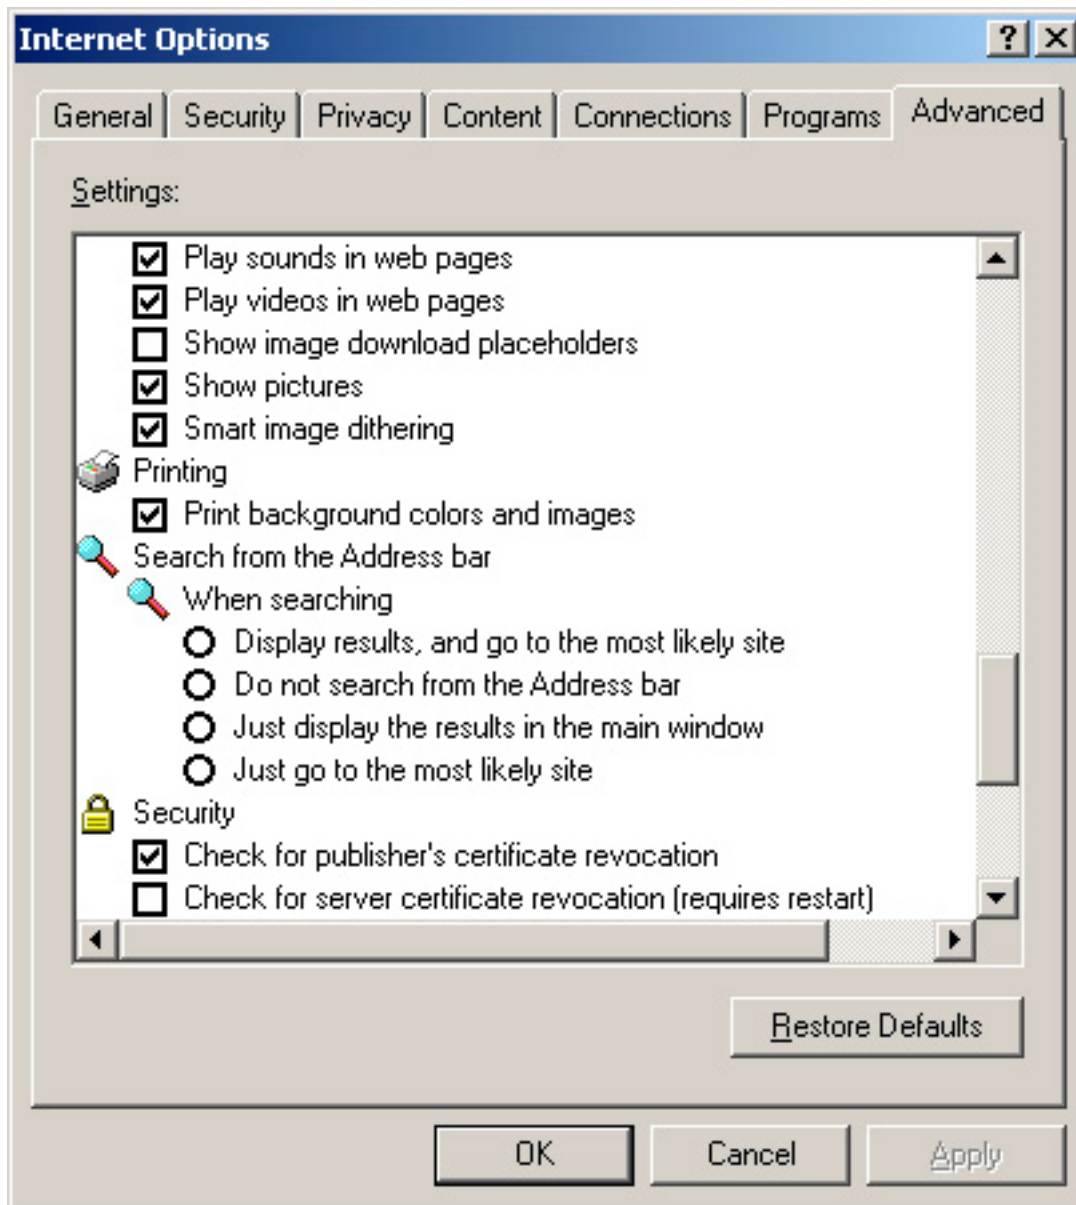 Internet Options
General Security Privacy Content Connections Programs Advanced
Settings:
Play sounds in web pages
Play videos in web pages
Show image download placeholders
Show pictures
Smart image dithering
Printing
Print background colors and images
Search from the Address bar
When searching
Display results, and go to the most likely site
Do not search from the Address bar
Just display the results in the main window
Just go to the most likely site
Security
Check for publisher's certificate revocation
Check for server certificate revocation (requires restart)
Restore Defaults
OK Cancel Apply